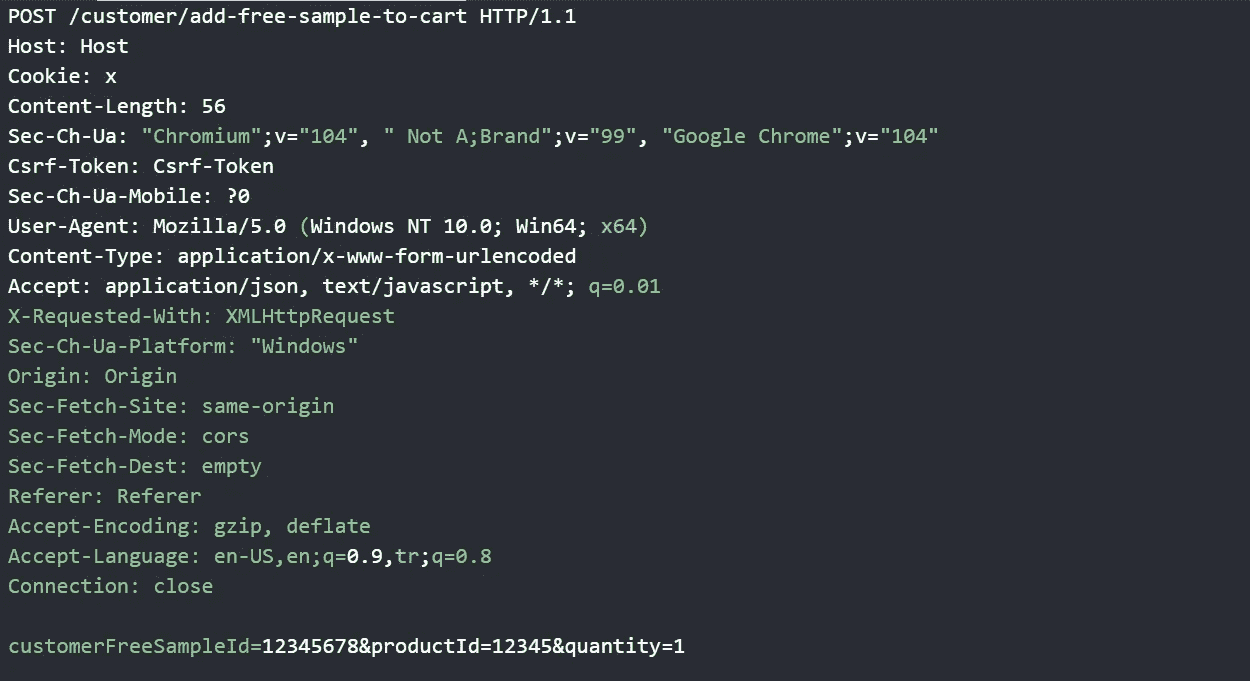 POST /customer/add-free-sample-to-cart HTTP/1.1
Host: Host
Cookie: x
Content-Length: 56
Sec-Ch-Ua: "Chromium";v="104", " Not A;Brand";v="99", "Google Chrome";v="104"
Csrf-Token: Csrf-Token
Sec-Ch-Ua-Mobile: ?0
User-Agent: Mozilla/5.0 (Windows NT 10.0; Win64; x64)
Content-Type: application/x-www-form-urlencoded
Accept: application/json, text/javascript, */*; q=0.01
X-Requested-With: XMLHttpRequest
Sec-Ch-Ua-Platform: "Windows"
Origin: Origin
Sec-Fetch-Site: same-origin
Sec-Fetch-Mode: cors
Sec-Fetch-Dest: empty
Referer: Referer
Accept-Encoding: gzip, deflate
Accept-Language: en-US,en;q=0.9,tr;q=0.8
Connection: close

customerFreeSampleId=12345678&productId=12345&quantity=1